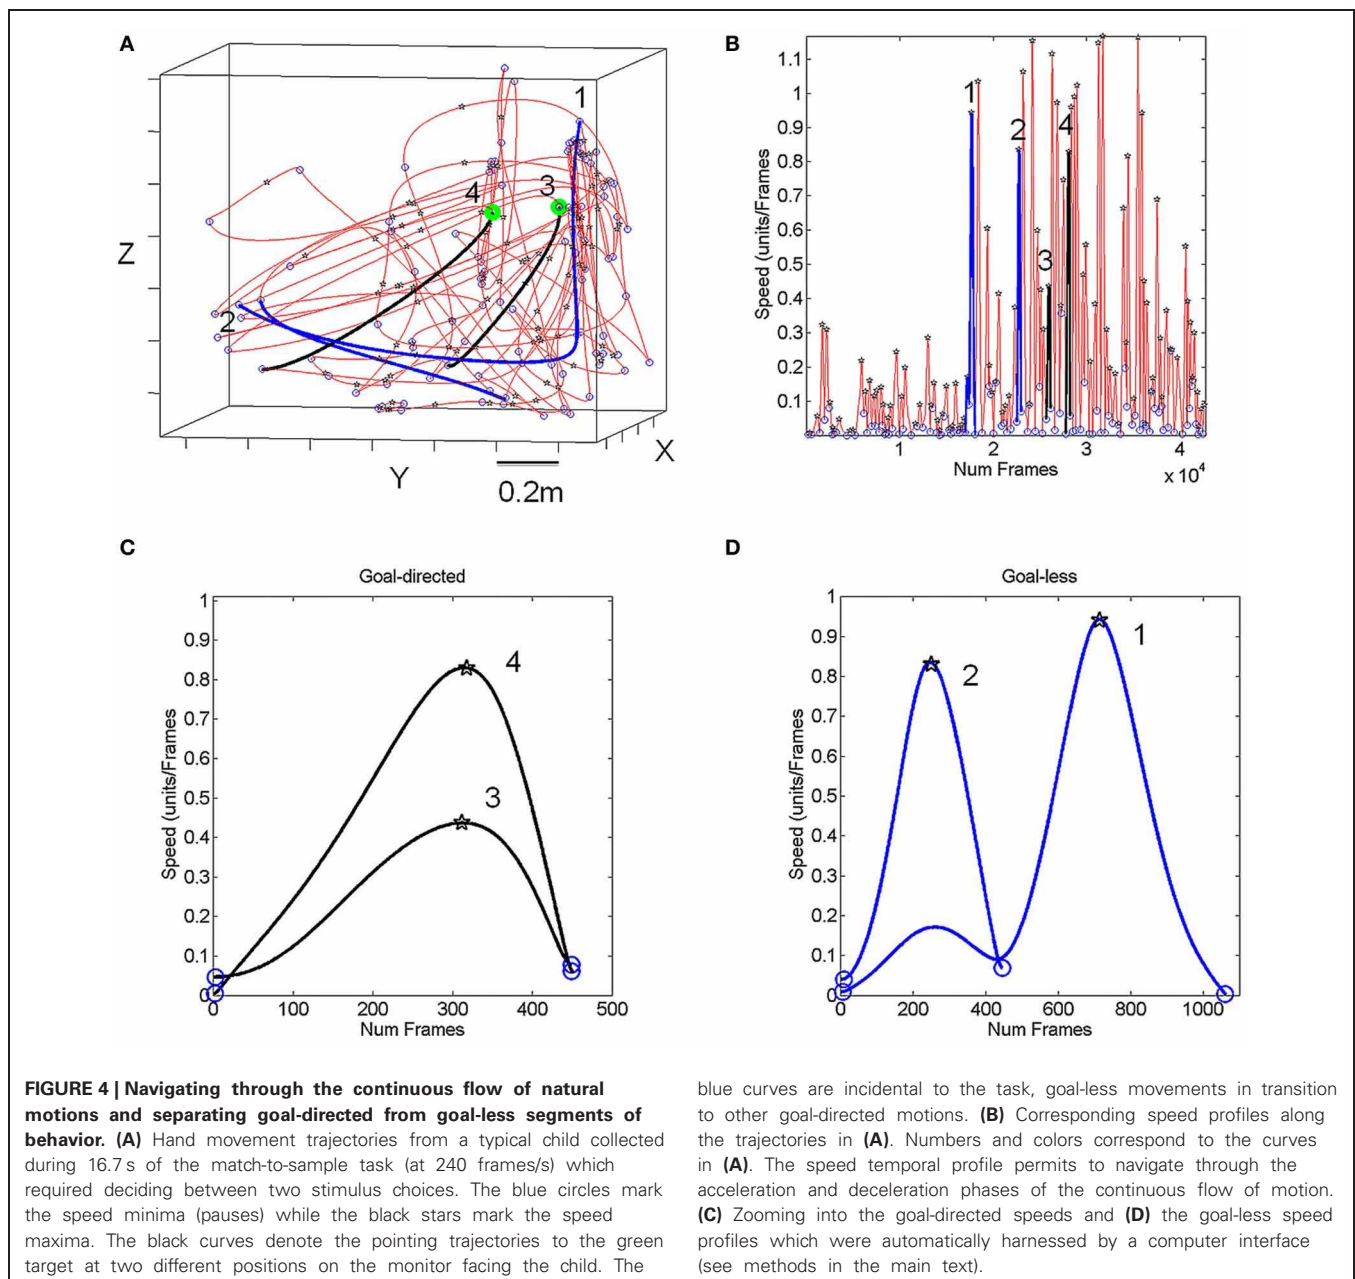 A
1
4
3
Z
2
Y
X
0.2m
B
1.1
1
0.9
0.8
0.7
0.6
0.5
0.4
0.3
0.2
0.1
Speed (units/Frames)
1
2
4
3
1
2
3
4
Num Frames
x 10^4
C
Goal-directed
1
0.9
0.8
0.7
0.6
0.5
0.4
0.3
0.2
0.1
0
Speed (units/Frames
4
3
0 100 200 300 400 500
Num Frames
D
Goal-less
1
0.9
0.8
0.7
0.6
0.5
0.4
0.3
0.2
0.1
0
Speed (units/Frames
2
1
0 200 400 600 800 1000
Num Frames
FIGURE 4 | Navigating through the continuous flow of natural
motions and separating goal-directed from goal-less segments of
behavior. (A) Hand movement trajectories from a typical child collected
during 16.7 s of the match-to-sample task (at 240 frames/s) which
required deciding between two stimulus choices. The blue circles mark
the speed minima (pauses) while the black stars mark the speed
maxima. The black curves denote the pointing trajectories to the green
target at two different positions on the monitor facing the child. The
blue curves are incidental to the task, goal-less movements in transition
to other goal-directed motions. (B) Corresponding speed profiles along
the trajectories in (A). Numbers and colors correspond to the curves
in (A). The speed temporal profile permits to navigate through the
acceleration and deceleration phases of the continuous flow of motion.
(C) Zooming into the goal-directed speeds and (D) the goal-less speed
profiles which were automatically harnessed by a computer interface
(see methods in the main text).